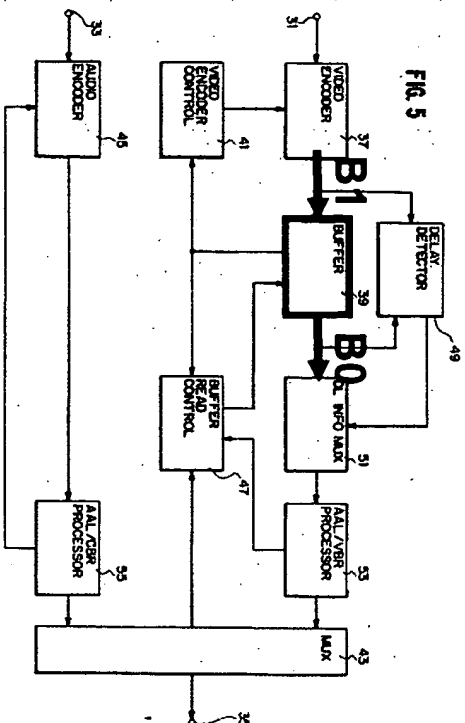 FIG. 5
31
VIDEO
ENCODER
37
B1
BUFFER
39
B0
DELAY
DETECTOR
49
OL INFO MUX
51
AAL/VBR
PROCESSOR
53
VIDEO
ENCODER
CONTROL
41
BUFFER
READ
CONTROL
47
MUX
43
33
AUDIO
ENCODER
45
AAL/CBR
PROCESSOR
55